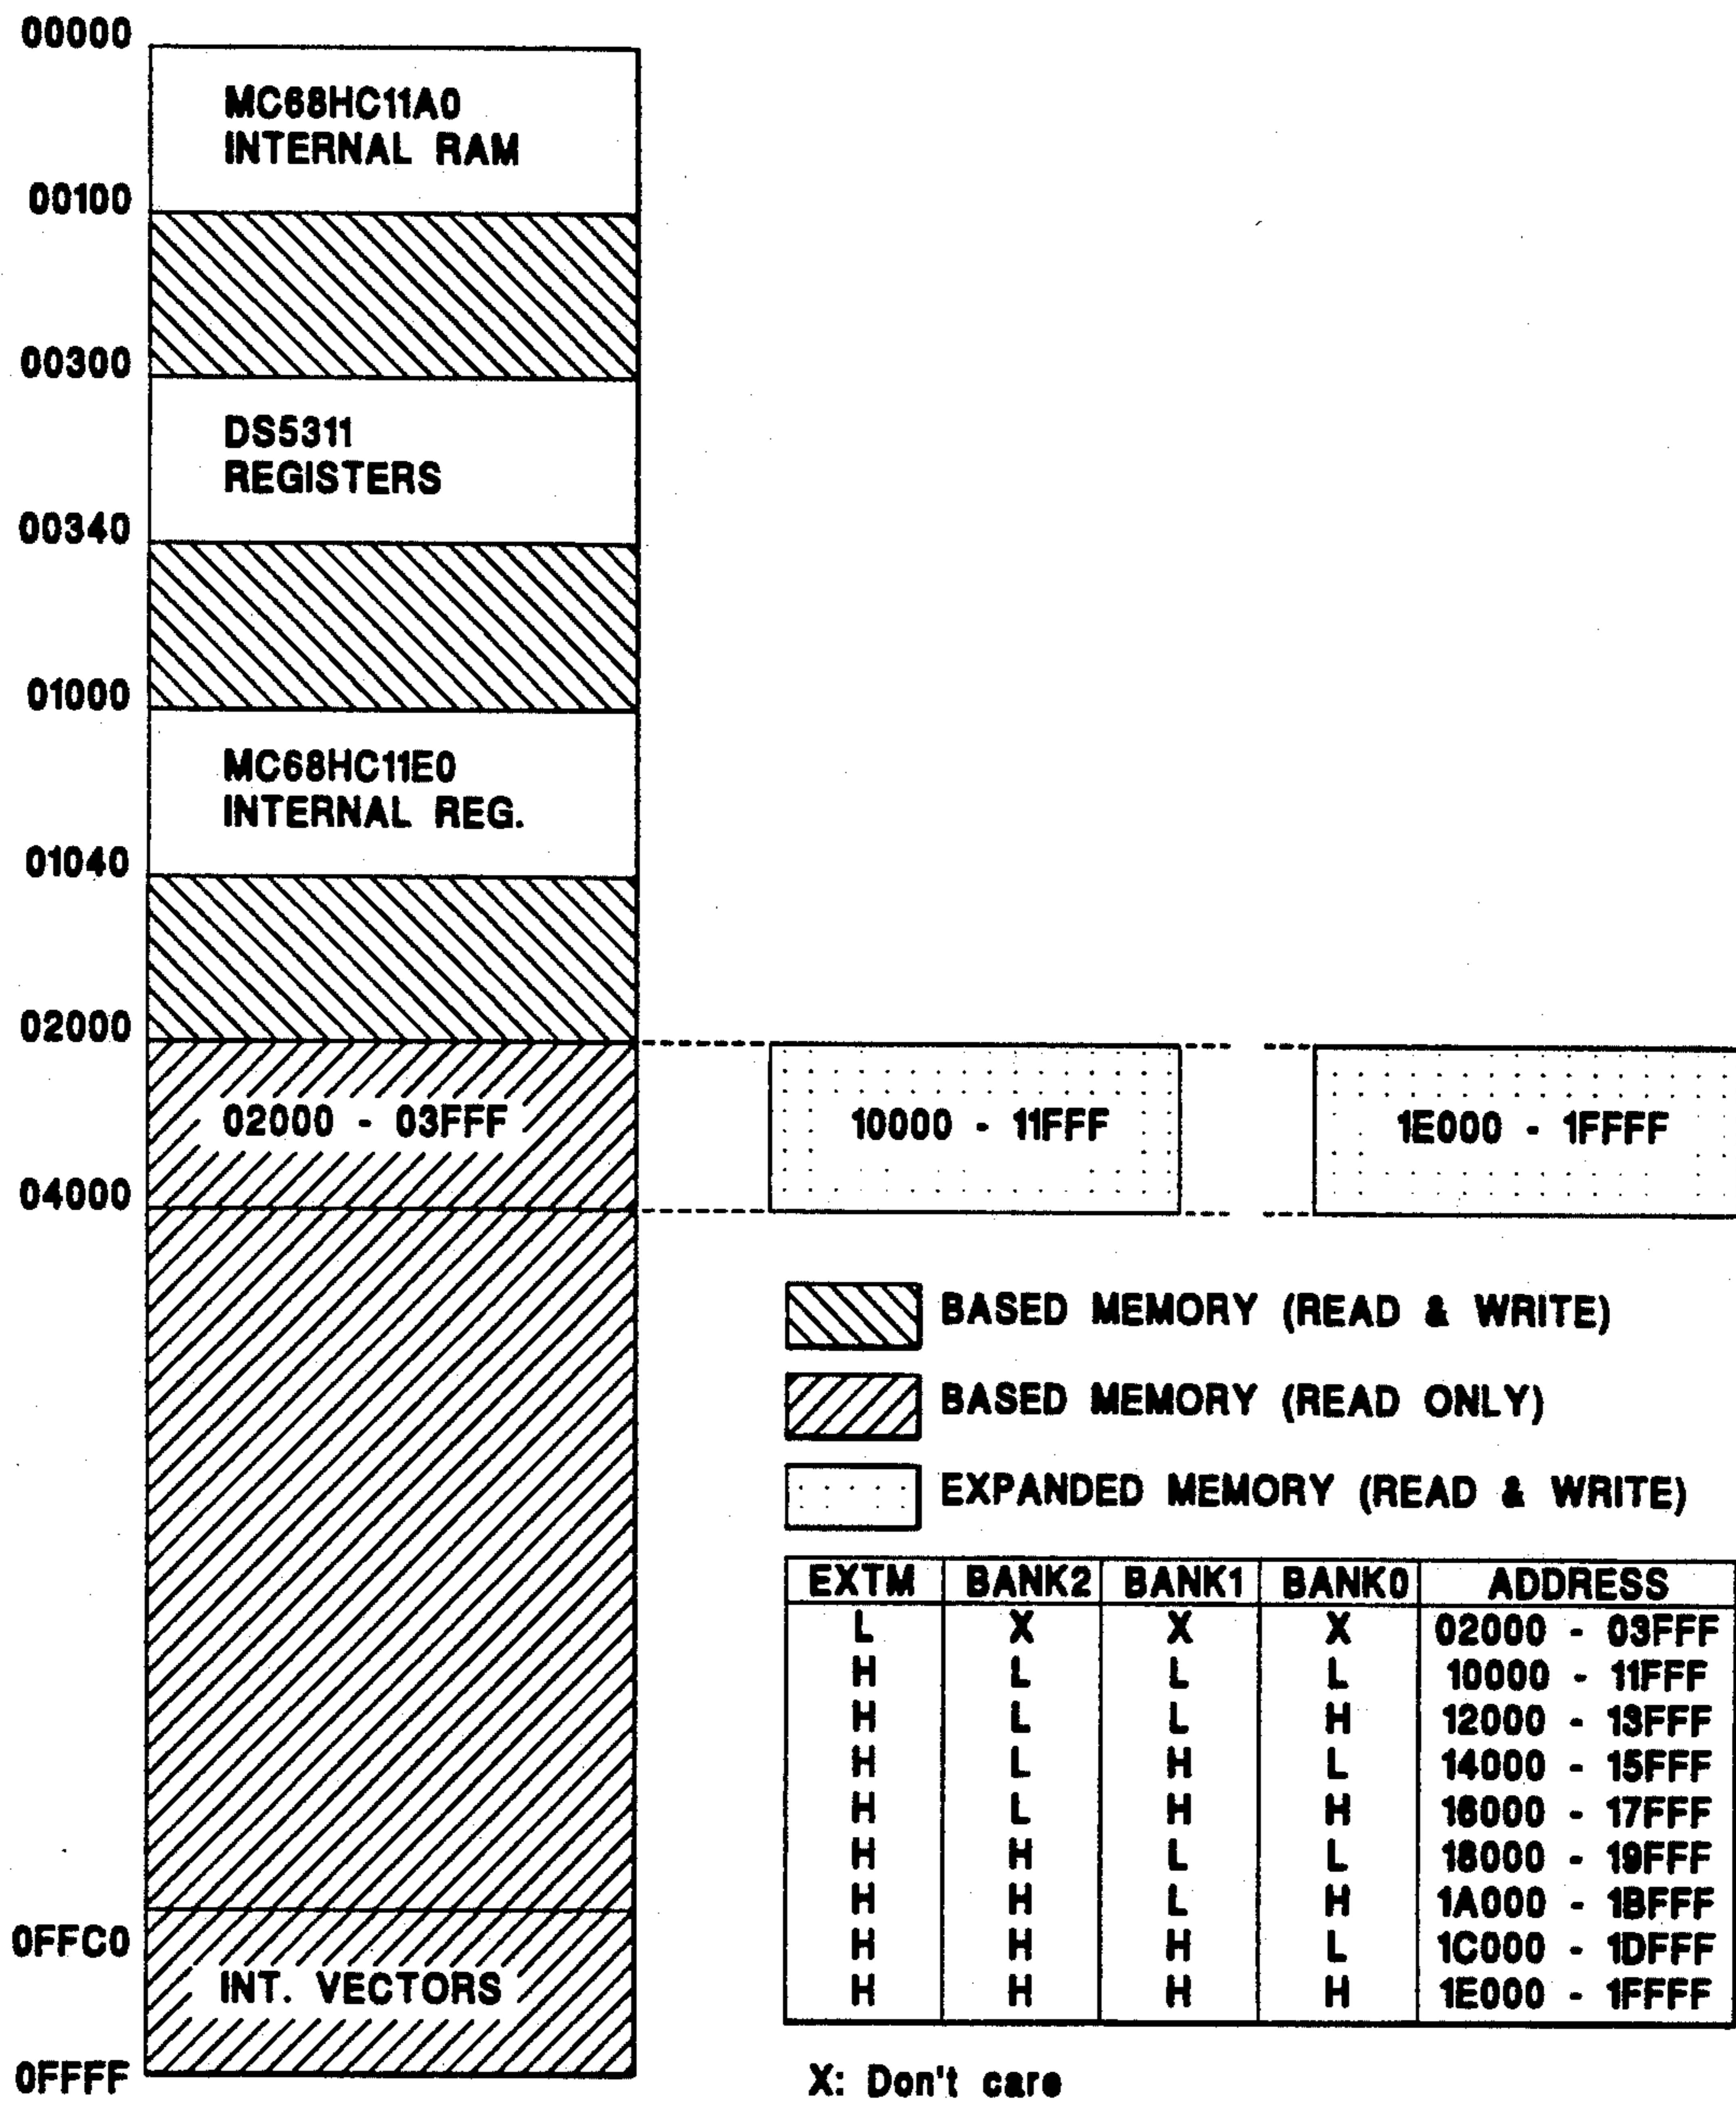 00000
MC68HC11A0
INTERNAL RAM
00100
00300
DS5311
REGISTERS
00340
01000
MC68HC11E0
INTERNAL REG.
01040
02000
02000 - 03FFF
10000 - 11FFF
1E000 - 1FFFF
04000
BASED MEMORY (READ & WRITE)
BASED MEMORY (READ ONLY)
EXPANDED MEMORY (READ & WRITE)
EXTM BANK2 BANK1 BANK0 ADDRESS
L X X X 02000 - 03FFF
H L L L 10000 - 11FFF
H L L H 12000 - 13FFF
H L H L 14000 - 15FFF
H L H H 16000 - 17FFF
H H L L 18000 - 19FFF
H H L H 1A000 - 1BFFF
H H H L 1C000 - 1DFFF
H H H H 1E000 - 1FFFF
0FFC0
INT. VECTORS
0FFFF
X: Don't care